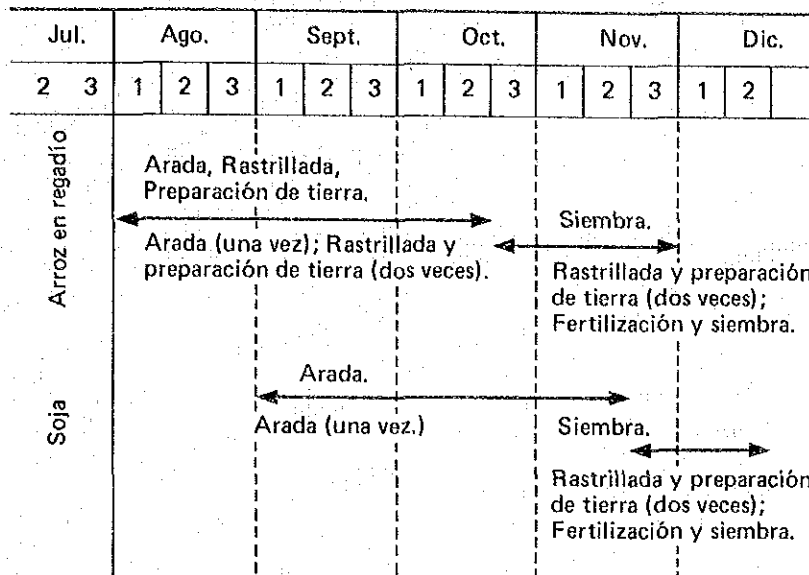 Jul. Ago. Sept. Oct. Nov. Dic.
2 3 1 2 3 1 2 3 1 2 3 1 2 3 1 2
Arroz en regadío
Arada, Rastrillada,
Preparación de tierra.
Arada (una vez); Rastrillada y
preparación de tierra (dos veces).
Siembra.
Rastrillada y preparación
de tierra (dos veces);
Fertilización y siembra.
Soja
Arada.
Arada (una vez.)
Siembra.
Rastrillada y preparación
de tierra (dos veces);
Fertilización y siembra.